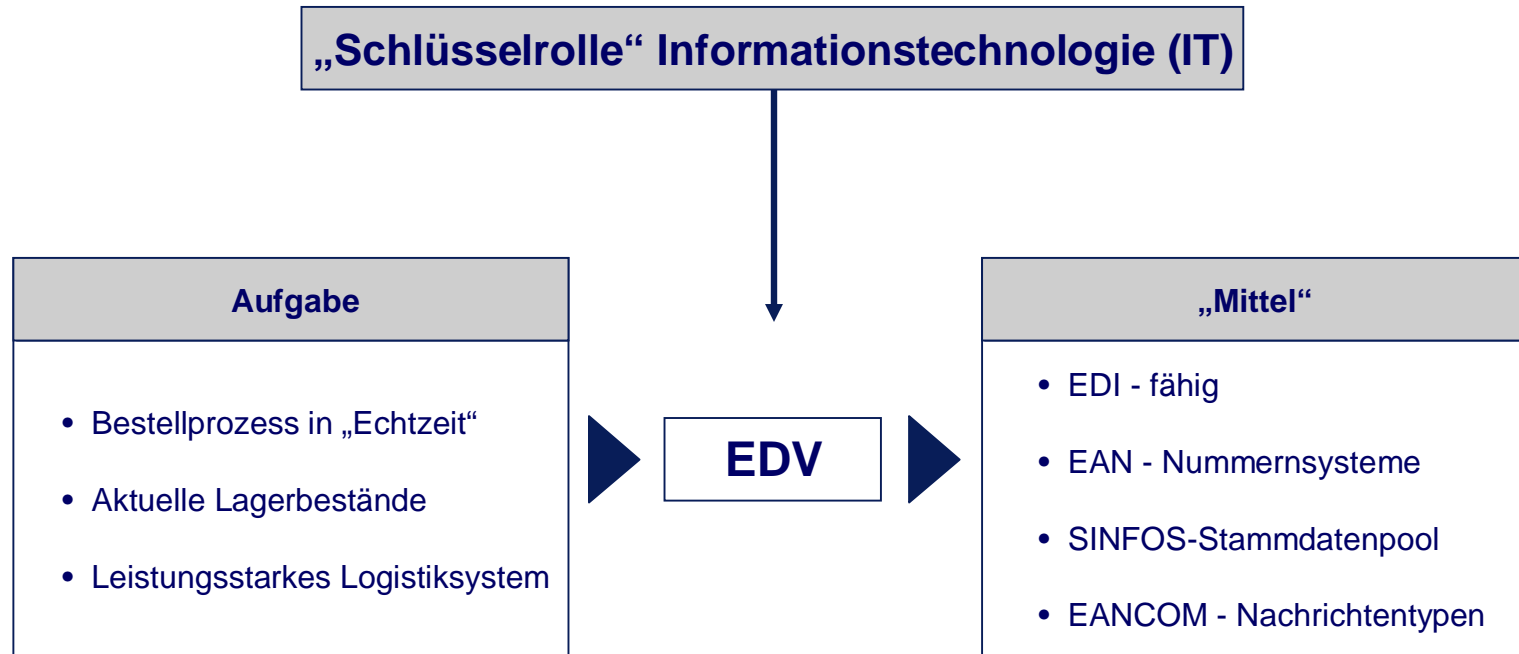 „Schlüsselrolle“ Informationstechnologie (IT)
Aufgabe
• Bestellprozess in „Echtzeit“
• Aktuelle Lagerbestände
• Leistungsstarkes Logistiksystem
EDV
„Mittel“
• EDI - fähig
• EAN - Nummernsysteme
• SINFOS-Stammdatenpool
• EANCOM - Nachrichtentypen